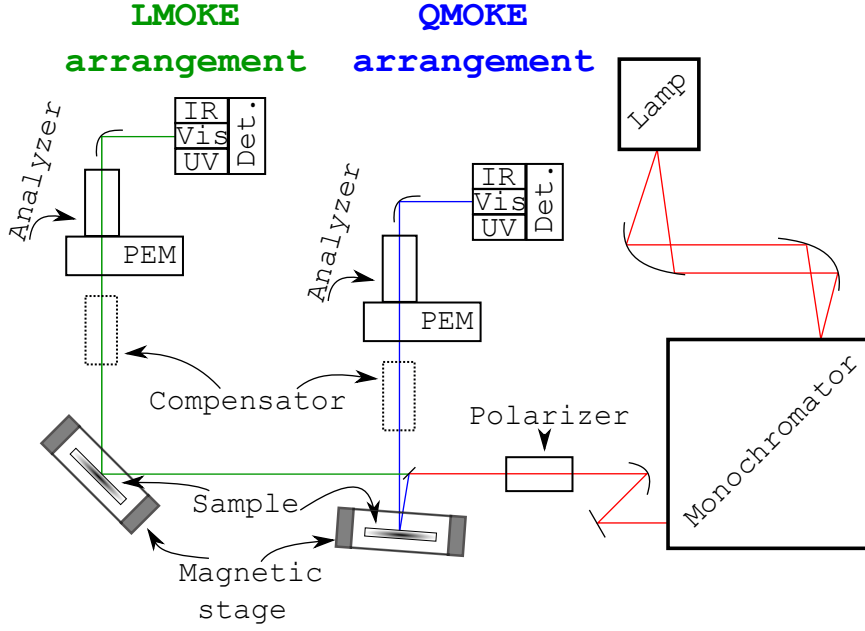 LMOKE
arrangement
QMOKE
arrangement
Lamp
Analyzer
IR
Vis
UV
Det.
PEM
Analyzer
IR
Vis
UV
Det.
PEM
Compensator
Polarizer
Monochromator
Sample
Magnetic
stage